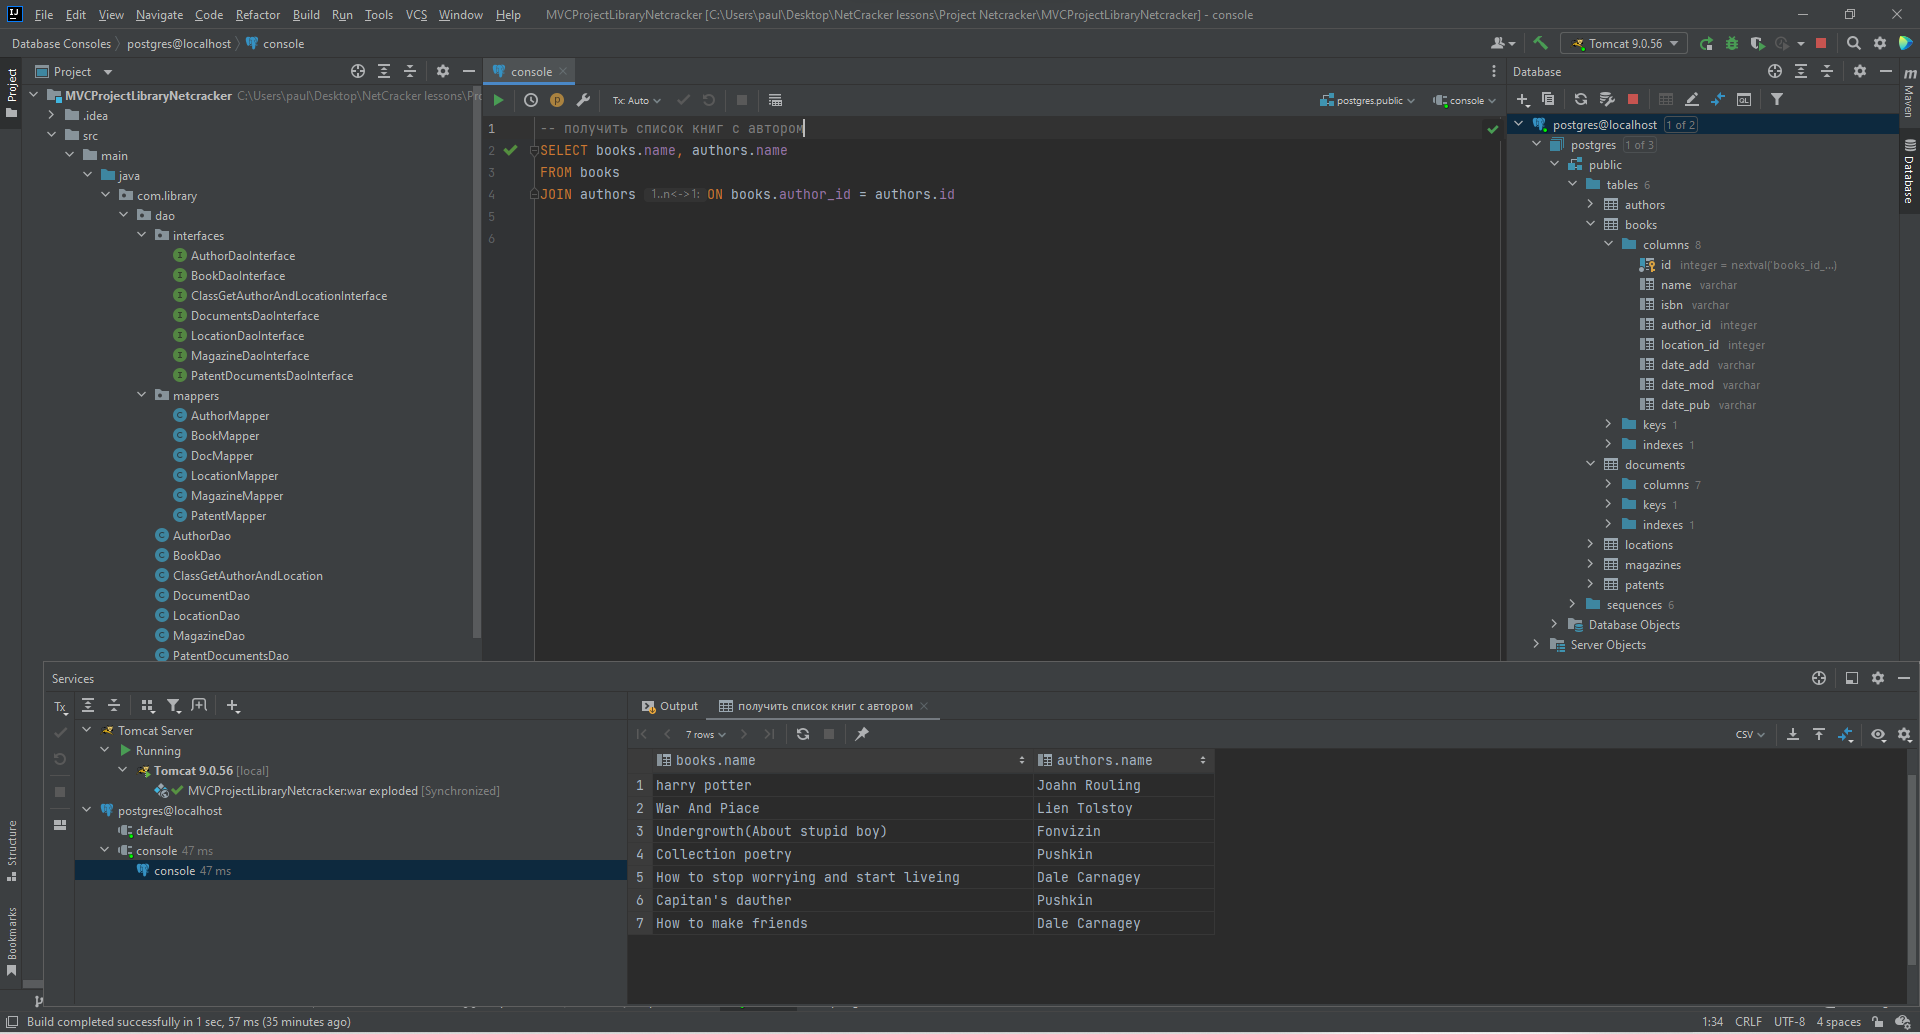 File Edit View Navigate Code Refactor Build Run Tools VCS Window Help MVCProjectLibraryNetcracker [C:\Users\paul\Desktop\NetCracker lessons\Project Netcracker\MVCProjectLibraryNetcracker] - console
Database Consoles postgres@localhost console
Tomcat 9.0.56
Project
MVCProjectLibraryNetcracker C:\Users\paul\Desktop\NetCracker lessons\Pr
.idea
src
main
java
com.library
dao
interfaces
AuthorDaoInterface
BookDaoInterface
ClassGetAuthorAndLocationInterface
DocumentsDaoInterface
LocationDaoInterface
MagazineDaoInterface
PatentDocumentsDaoInterface
mappers
AuthorMapper
BookMapper
DocMapper
LocationMapper
MagazineMapper
PatentMapper
AuthorDao
BookDao
ClassGetAuthorAndLocation
DocumentDao
LocationDao
MagazineDao
PatentDocumentsDao
console
Tx: Auto
postgres.public console
1 -- получить список книг с автором
2 SELECT books.name, authors.name
3 FROM books
4 JOIN authors 1..n<->1: ON books.author_id = authors.id
5
6
Database
postgres@localhost 1 of 2
postgres 1 of 3
public
tables 6
authors
books
columns 8
id integer = nextval('books_id_...)
name varchar
isbn varchar
author_id integer
location_id integer
date_add varchar
date_mod varchar
date_pub varchar
keys 1
indexes 1
documents
columns 7
keys 1
indexes 1
locations
magazines
patents
sequences 6
Database Objects
Server Objects
Project
Structure
Bookmarks
Maven
Database
Services
Tx
Tomcat Server
Running
Tomcat 9.0.56 [local]
MVCProjectLibraryNetcracker:war exploded [Synchronized]
postgres@localhost
default
console 47 ms
console 47 ms
Output получить список книг с автором
7 rows
CSV
books.name authors.name
1 harry potter Joahn Rouling
2 War And Piace Lien Tolstoy
3 Undergrowth(About stupid boy) Fonvizin
4 Collection poetry Pushkin
5 How to stop worrying and start liveing Dale Carnagey
6 Capitan's dauther Pushkin
7 How to make friends Dale Carnagey
Build completed successfully in 1 sec, 57 ms (35 minutes ago)
1:34 CRLF UTF-8 4 spaces